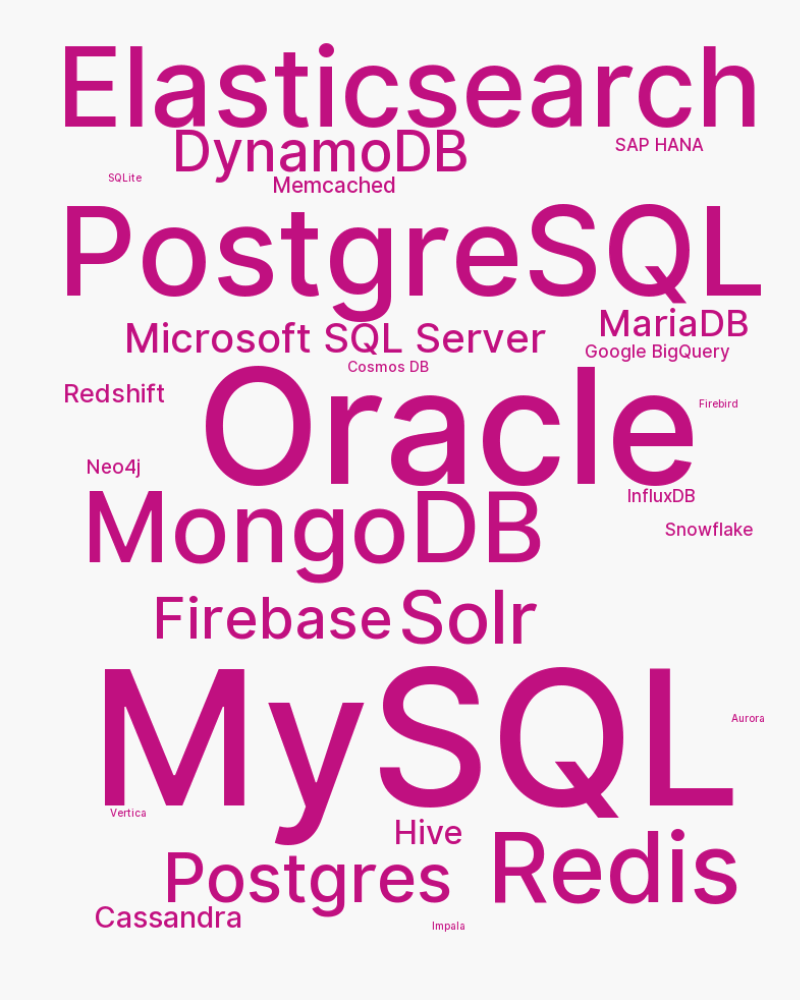 Elasticsearch
DynamoDB
SAP HANA
SQLite
Memcached
PostgreSQL
MariaDB
Microsoft SQL Server
Google BigQuery
Cosmos DB
Redshift
Oracle
Firebird
Neo4j
InfluxDB
MongoDB
Snowflake
Firebase
Solr
MySQL
Aurora
Vertica
Hive
Redis
Postgres
Cassandra
Impala